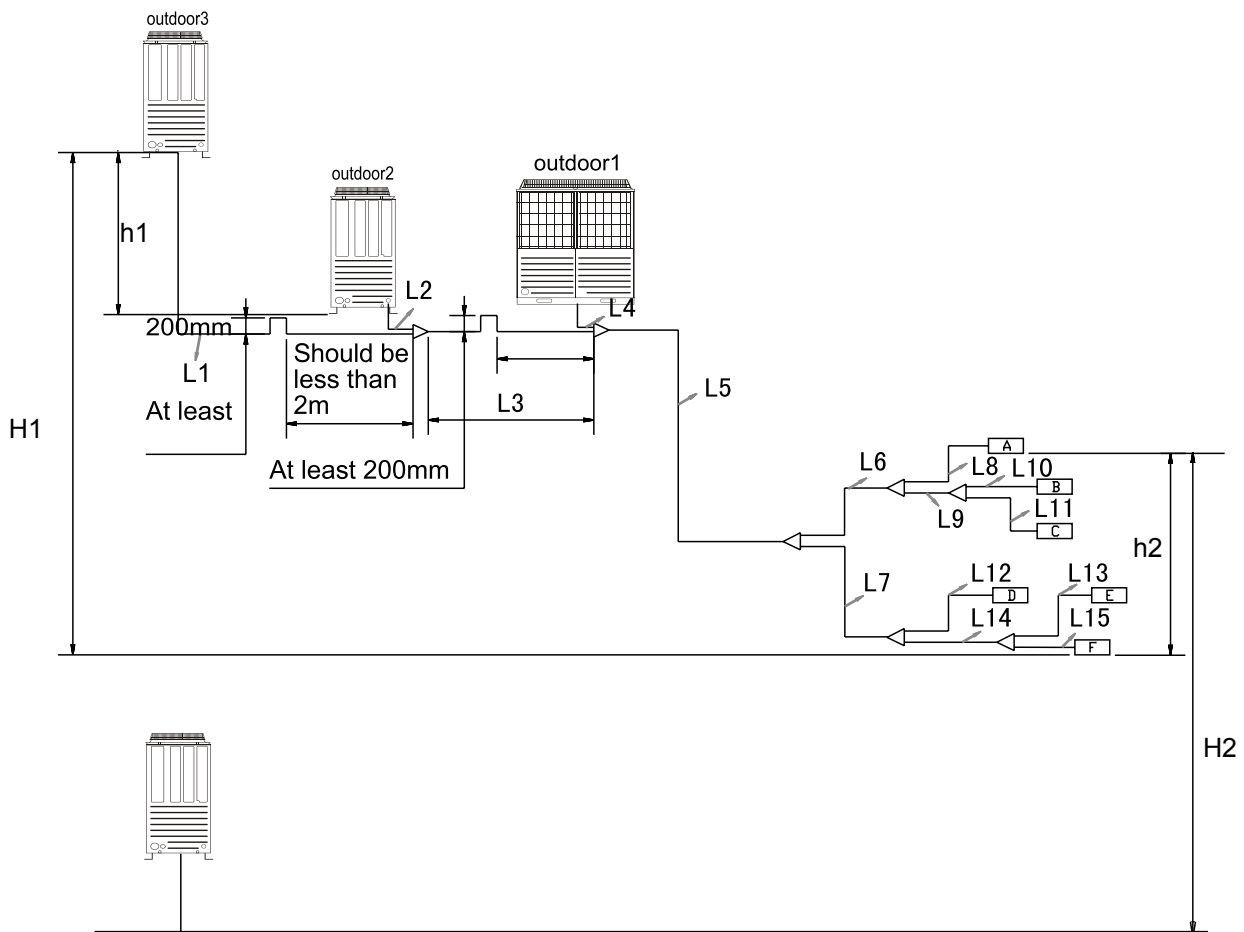 outdoor3
outdoor2
outdoor1
h1
L2
L4
200mm
L1
Should be
less than
2m
At least
L3
L5
H1
At least 200mm
A
L6
L8
L10
B
L9
L11
C
h2
L7
L12
D
L13
E
L14
L15
F
H2